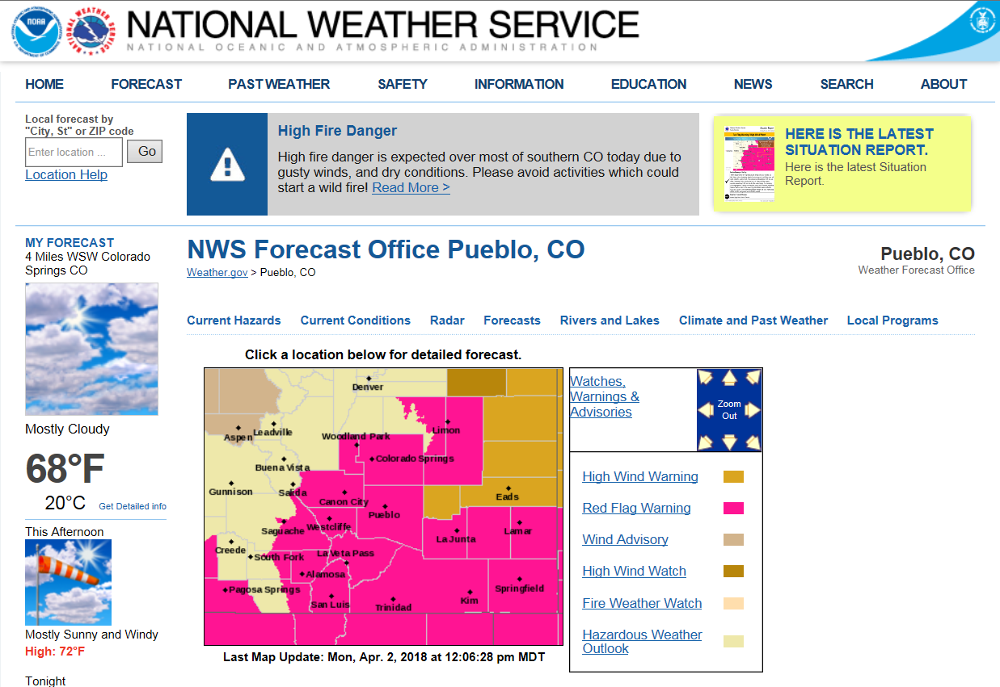 NATIONAL WEATHER SERVICE
NATIONAL OCEANIC AND ATMOSPHERIC ADMINISTRATION
NOAA
HOME FORECAST PAST WEATHER SAFETY INFORMATION EDUCATION NEWS SEARCH ABOUT
Local forecast by
"City, St" or ZIP code
Enter location ...
Go
Location Help
High Fire Danger
High fire danger is expected over most of southern CO today due to
gusty winds, and dry conditions. Please avoid activities which could
start a wild fire! Read More >
HERE IS THE LATEST
SITUATION REPORT.
Here is the latest Situation
Report.
MY FORECAST
4 Miles WSW Colorado
Springs CO
Mostly Cloudy
68°F
20°C
Get Detailed info
This Afternoon
Mostly Sunny and Windy
High: 72°F
Tonight
NWS Forecast Office Pueblo, CO
Weather.gov > Pueblo, CO
Pueblo, CO
Weather Forecast Office
Current Hazards Current Conditions Radar Forecasts Rivers and Lakes Climate and Past Weather Local Programs
Click a location below for detailed forecast.
Denver
Limon
Aspen
Leadville
Woodland Park
Buena Vista
Colorado Springs
Gunnison
Salida
Canon City
Eads
Pueblo
Saguache
Westcliffe
La Junta
Lamar
Creede
South Fork
La Veta Pass
Alamosa
Pagosa Springs
San Luis
Trinidad
Kim
Springfield
Last Map Update: Mon, Apr. 2, 2018 at 12:06:28 pm MDT
Watches,
Warnings &
Advisories
Zoom
Out
High Wind Warning
Red Flag Warning
Wind Advisory
High Wind Watch
Fire Weather Watch
Hazardous Weather
Outlook